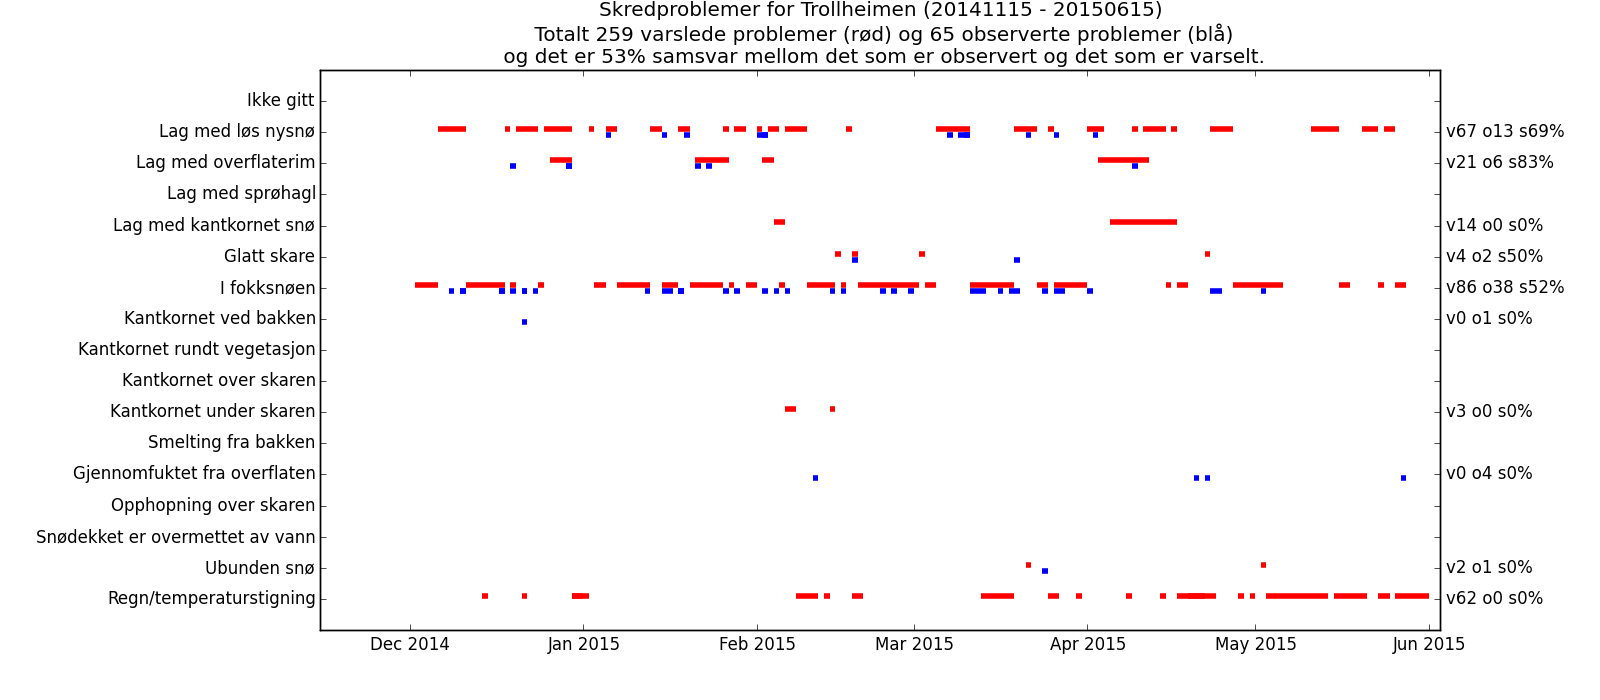 Skredproblemer for Trollheimen (20141115 - 20150615)
Totalt 259 varslede problemer (rød) og 65 observerte problemer (blå)
og det er 53% samsvar mellom det som er observert og det som er varselt.
Ikke gitt
Lag med løs nysnø v67 o13 s69%
Lag med overflaterim v21 o6 s83%
Lag med sprøhagl
Lag med kantkornet snø v14 o0 s0%
Glatt skare v4 o2 s50%
I fokksnøen v86 o38 s52%
Kantkornet ved bakken v0 o1 s0%
Kantkornet rundt vegetasjon
Kantkornet over skaren
Kantkornet under skaren v3 o0 s0%
Smelting fra bakken
Gjennomfuktet fra overflaten v0 o4 s0%
Opphopning over skaren
Snødekket er overmettet av vann
Ubunden snø v2 o1 s0%
Regn/temperaturstigning v62 o0 s0%
Dec 2014 Jan 2015 Feb 2015 Mar 2015 Apr 2015 May 2015 Jun 2015